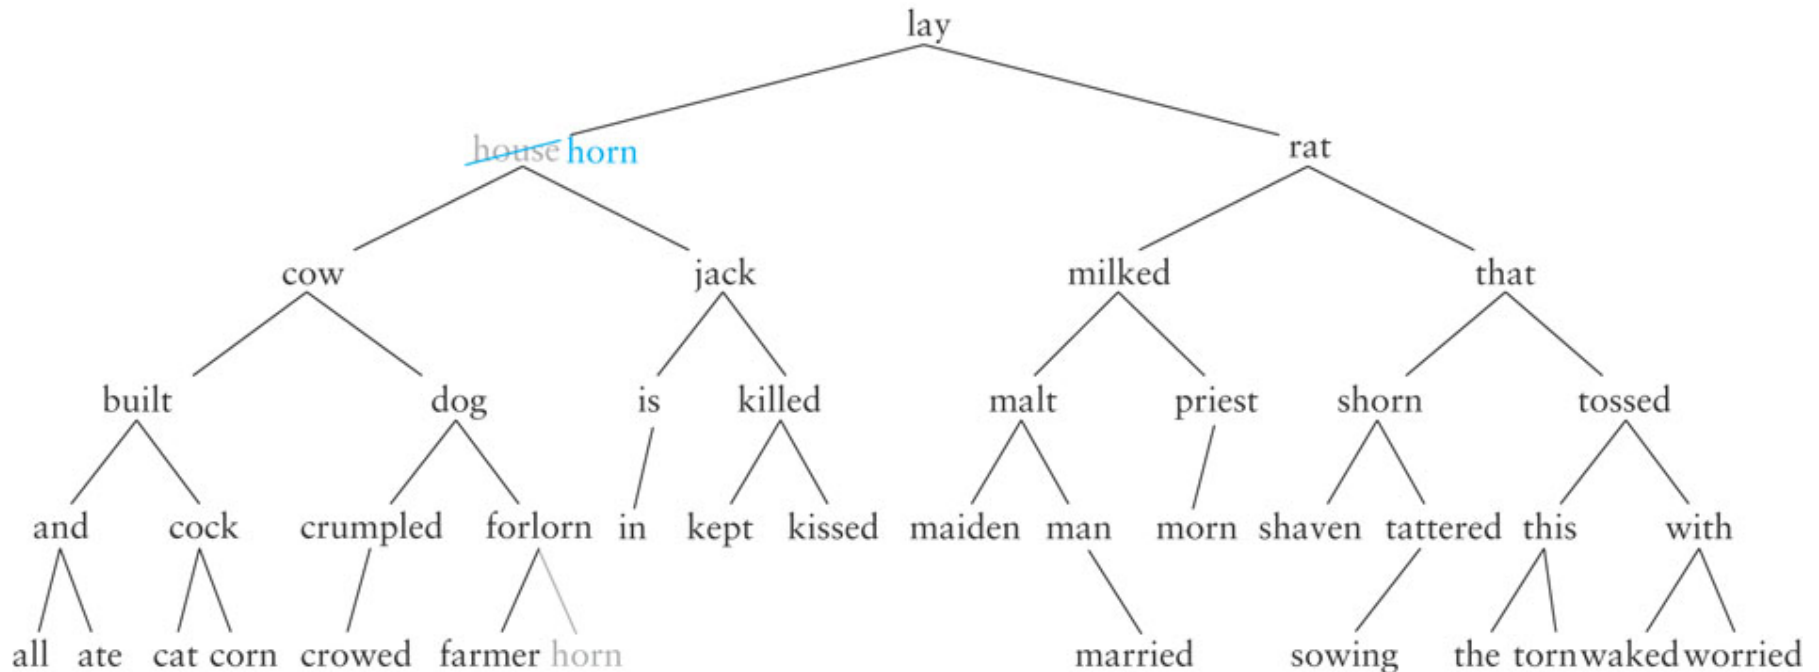 lay
house horn rat
cow jack milked that
built dog is killed malt priest shorn tossed
and cock crumpled forlorn in kept kissed maiden man morn shaven tattered this with
all ate cat corn crowed farmer horn married sowing the torn waked worried